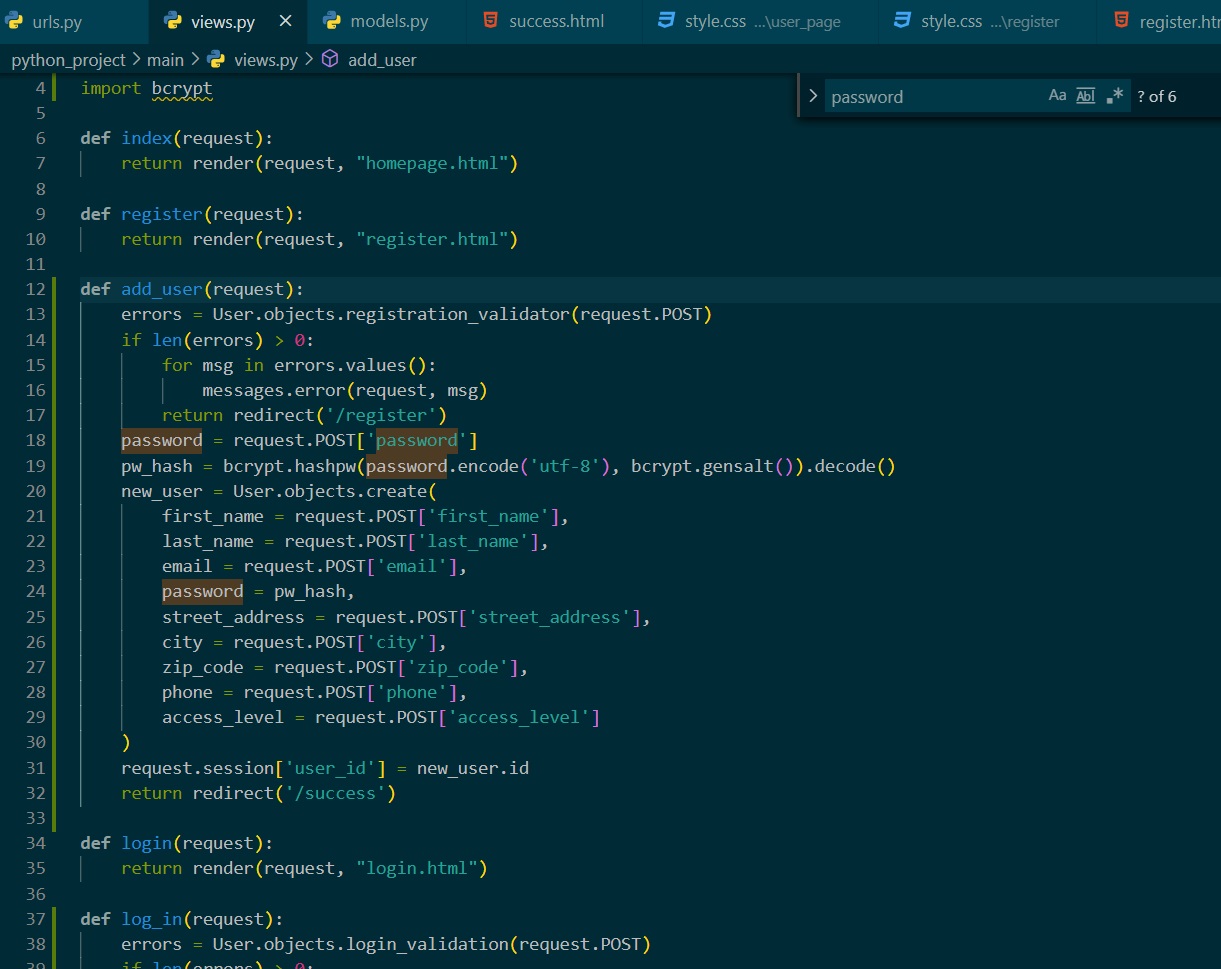 urls.py views.py models.py success.html style.css ...\user_page style.css ...\register register.htm
python_project > main > views.py > add_user
password Aa Abl .* ? of 6
4 import bcrypt
5
6 def index(request):
7     return render(request, "homepage.html")
8
9 def register(request):
10     return render(request, "register.html")
11
12 def add_user(request):
13     errors = User.objects.registration_validator(request.POST)
14     if len(errors) > 0:
15         for msg in errors.values():
16             messages.error(request, msg)
17         return redirect('/register')
18     password = request.POST['password']
19     pw_hash = bcrypt.hashpw(password.encode('utf-8'), bcrypt.gensalt()).decode()
20     new_user = User.objects.create(
21         first_name = request.POST['first_name'],
22         last_name = request.POST['last_name'],
23         email = request.POST['email'],
24         password = pw_hash,
25         street_address = request.POST['street_address'],
26         city = request.POST['city'],
27         zip_code = request.POST['zip_code'],
28         phone = request.POST['phone'],
29         access_level = request.POST['access_level']
30     )
31     request.session['user_id'] = new_user.id
32     return redirect('/success')
33
34 def login(request):
35     return render(request, "login.html")
36
37 def log_in(request):
38     errors = User.objects.login_validation(request.POST)
39     if len(errors) > 0: